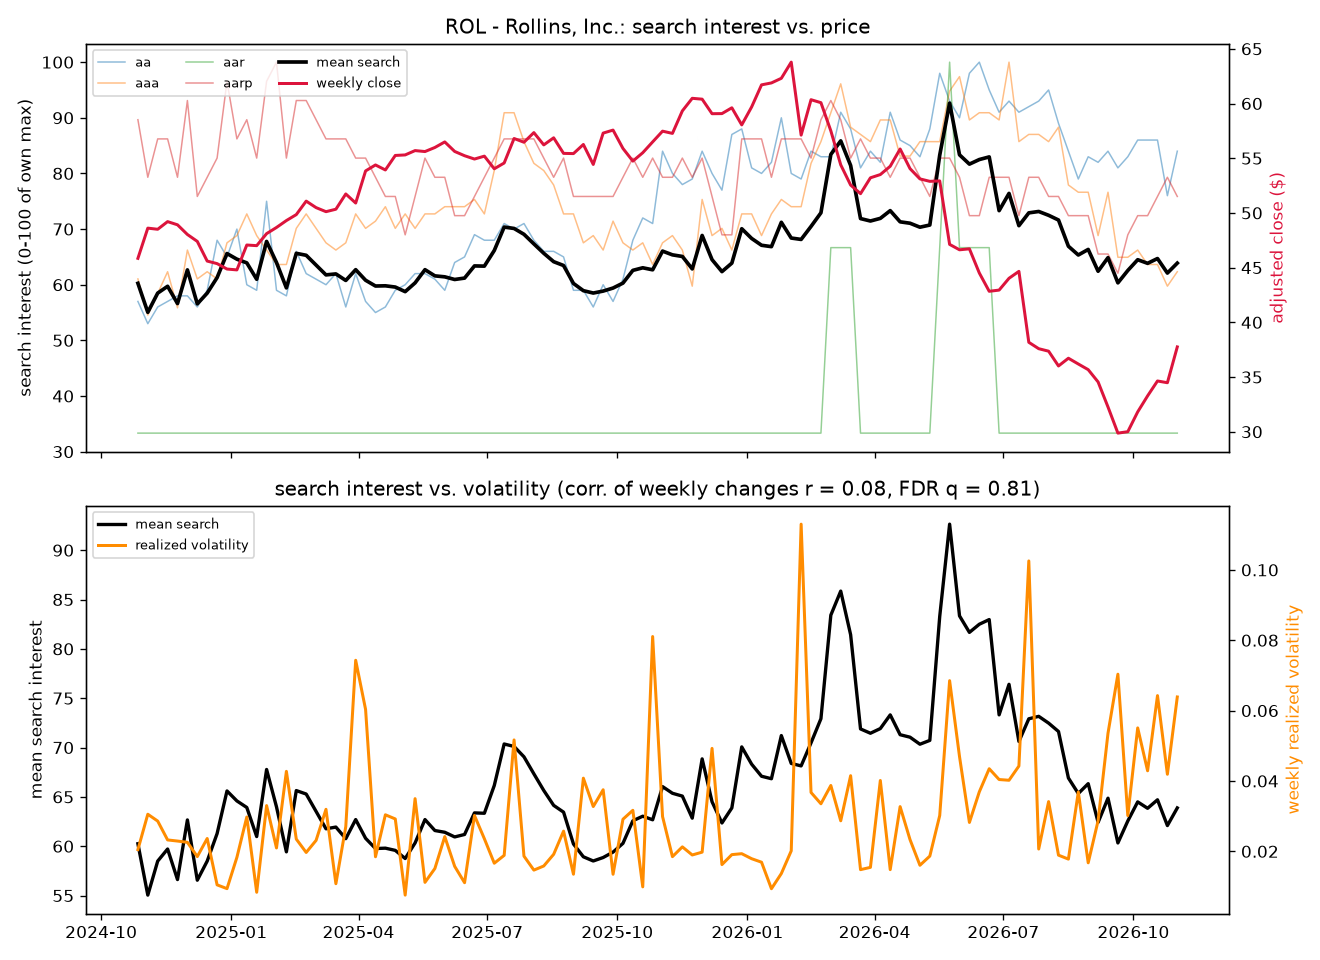 ROL - Rollins, Inc.: search interest vs. price
aa
aaa
aar
aarp
mean search
weekly close
search interest (0-100 of own max)
100
90
80
70
60
50
40
30
adjusted close ($)
65
60
55
50
45
40
35
30
search interest vs. volatility (corr. of weekly changes r = 0.08, FDR q = 0.81)
mean search
realized volatility
mean search interest
90
85
80
75
70
65
60
55
weekly realized volatility
0.10
0.08
0.06
0.04
0.02
2024-10 2025-01 2025-04 2025-07 2025-10 2026-01 2026-04 2026-07 2026-10